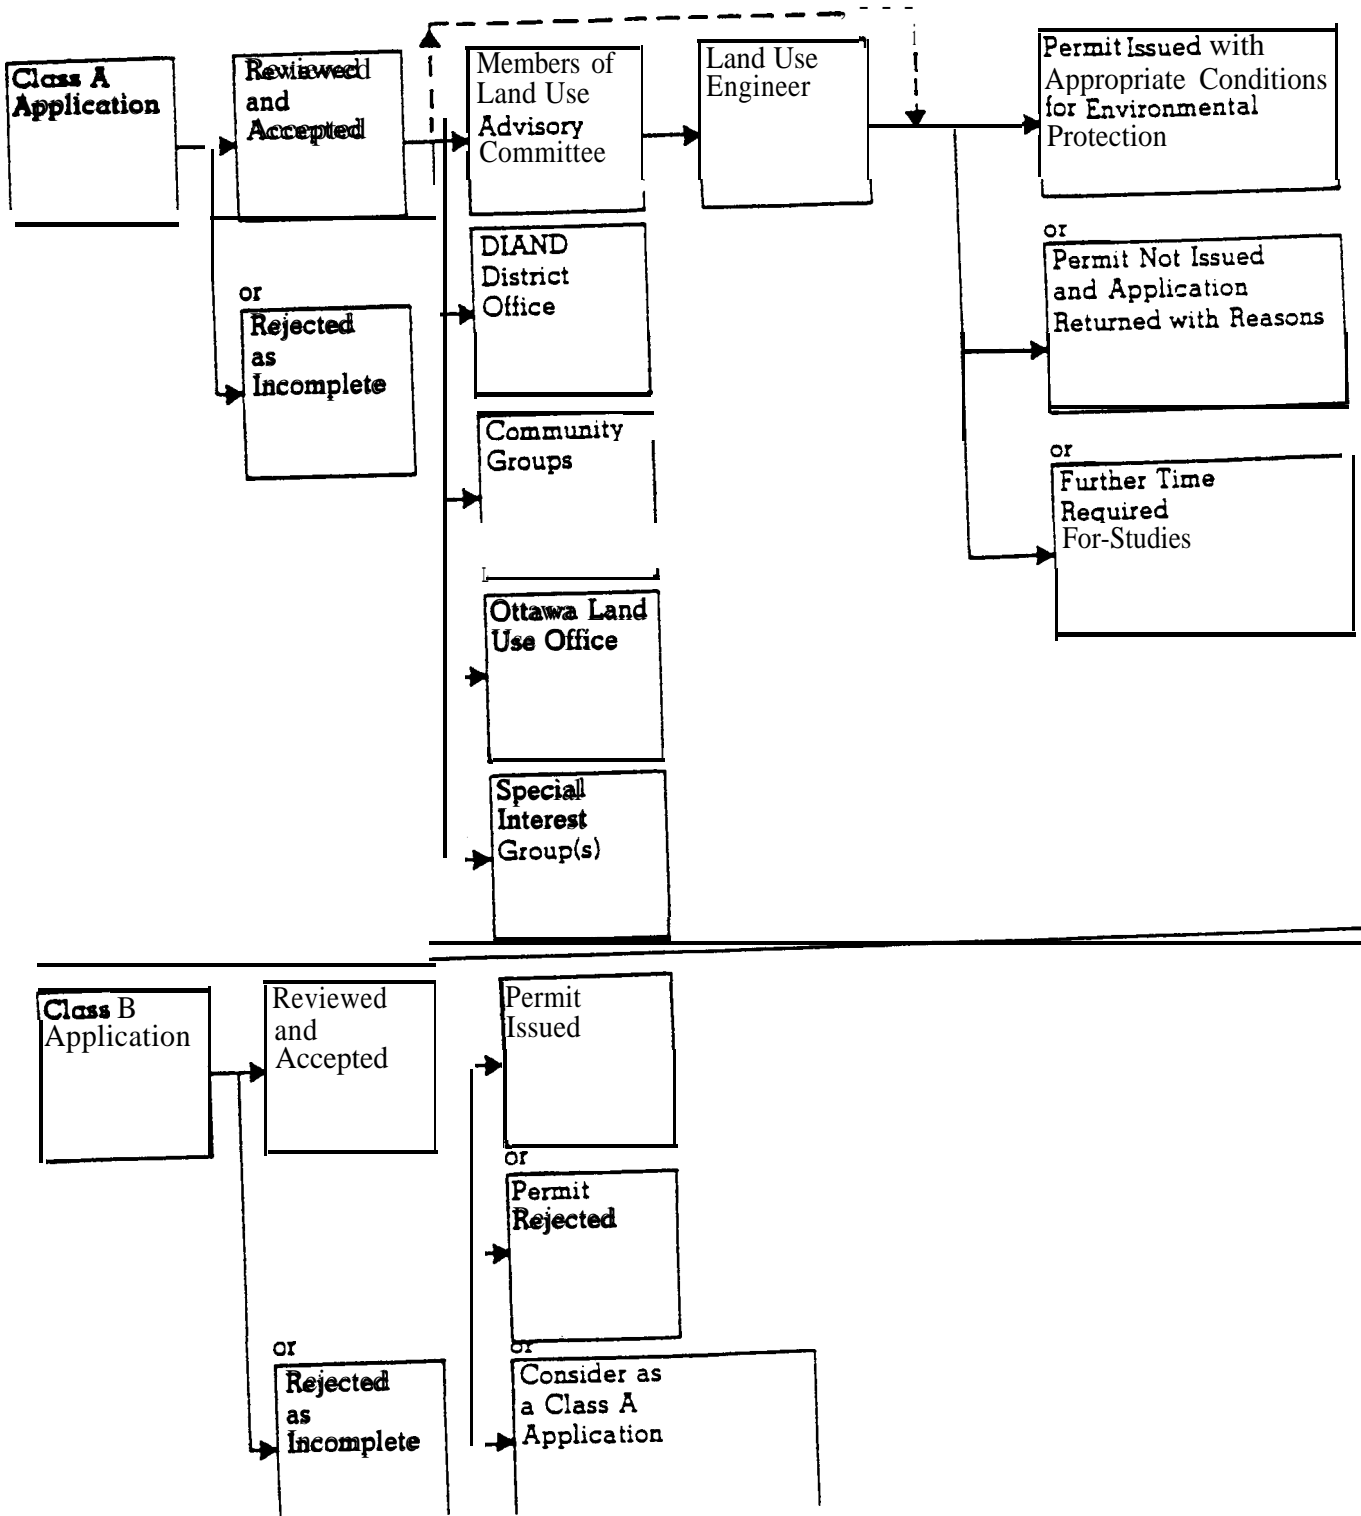 Class A
Application
Reviewed
and
Accepted
or
Rejected
as
Incomplete
Members of
Land Use
Advisory
Committee
DIAND
District
Office
Community
Groups
Ottawa Land
Use Office
Special
Interest
Group(s)
Land Use
Engineer
Permit Issued with
Appropriate Conditions
for Environmental
Protection
or
Permit Not Issued
and Application
Returned with Reasons
or
Further Time
Required
For-Studies
Class B
Application
Reviewed
and
Accepted
or
Rejected
as
Incomplete
Permit
Issued
or
Permit
Rejected
or
Consider as
a Class A
Application